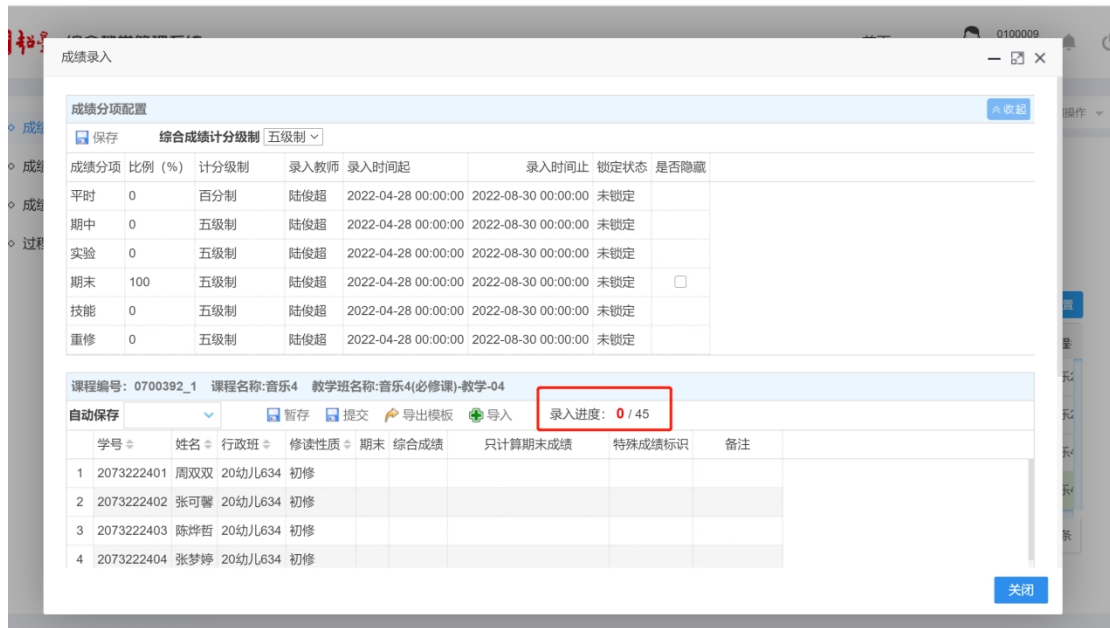 0100009
成绩录入
成绩分项配置 收起
保存 综合成绩计分级制 五级制
成绩分项 比例（%） 计分级制 录入教师 录入时间起 录入时间止 锁定状态 是否隐藏
平时 0 百分制 陆俊超 2022-04-28 00:00:00 2022-08-30 00:00:00 未锁定
期中 0 五级制 陆俊超 2022-04-28 00:00:00 2022-08-30 00:00:00 未锁定
实验 0 五级制 陆俊超 2022-04-28 00:00:00 2022-08-30 00:00:00 未锁定
期末 100 五级制 陆俊超 2022-04-28 00:00:00 2022-08-30 00:00:00 未锁定
技能 0 五级制 陆俊超 2022-04-28 00:00:00 2022-08-30 00:00:00 未锁定
重修 0 五级制 陆俊超 2022-04-28 00:00:00 2022-08-30 00:00:00 未锁定
课程编号：0700392_1 课程名称:音乐4 教学班名称:音乐4(必修课)-教学-04
自动保存 暂存 提交 导出模板 导入 录入进度：0 / 45
学号 姓名 行政班 修读性质 期末 综合成绩 只计算期末成绩 特殊成绩标识 备注
1 2073222401 周双双 20幼儿634 初修
2 2073222402 张可馨 20幼儿634 初修
3 2073222403 陈烨哲 20幼儿634 初修
4 2073222404 张梦婷 20幼儿634 初修
关闭